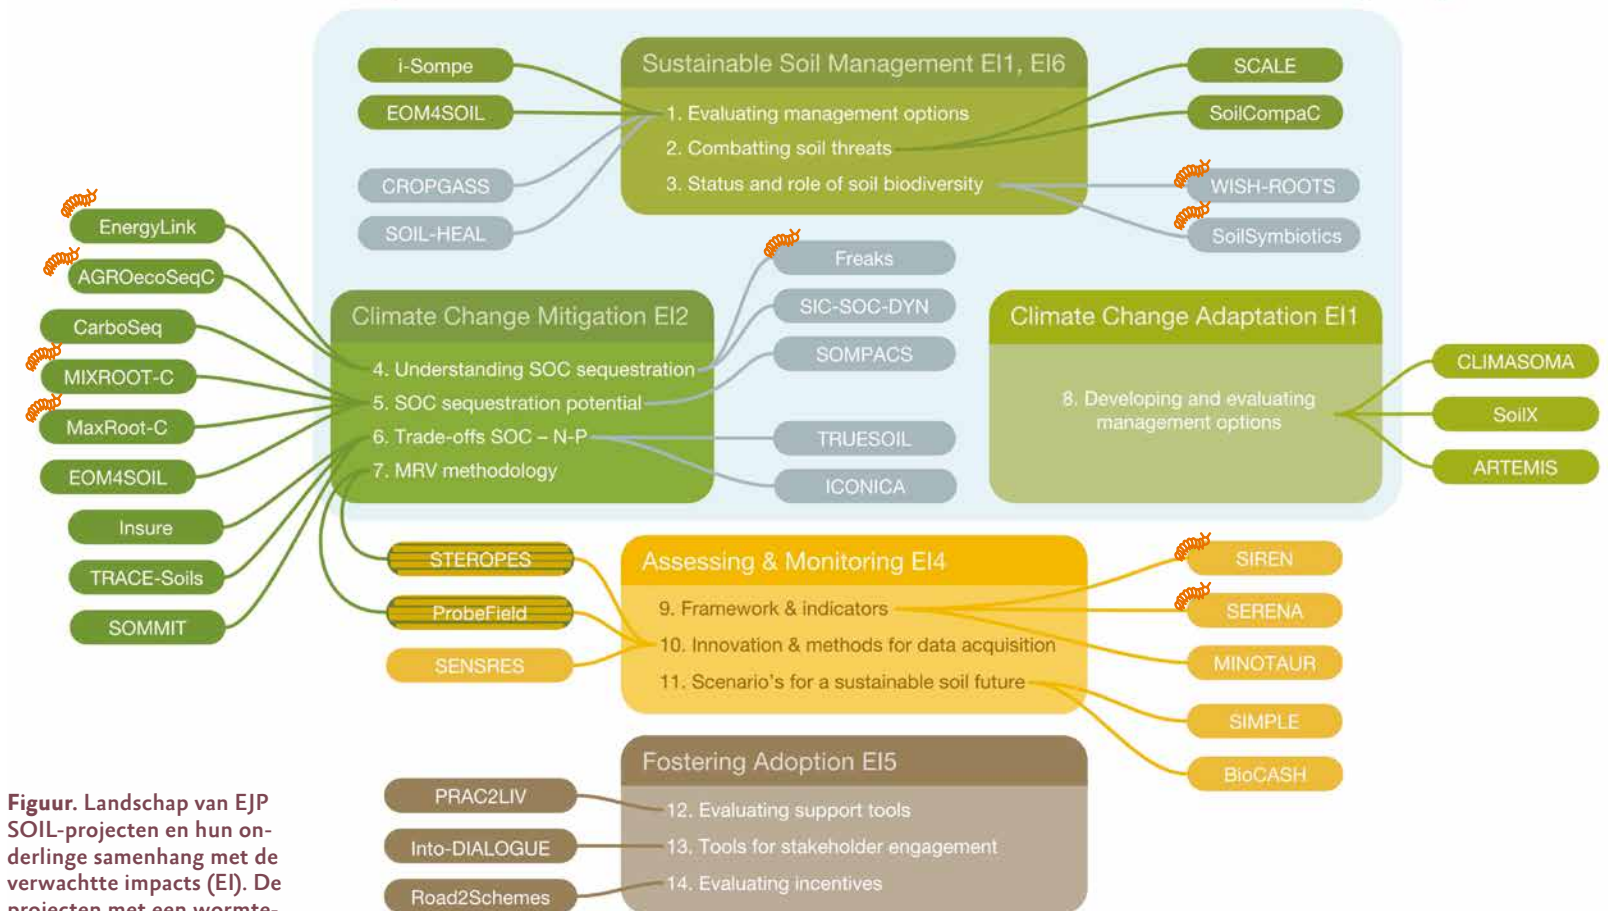 i-Sompe
EOM4SOIL
CROPGASS
SOIL-HEAL
Sustainable Soil Management EI1, EI6
1. Evaluating management options
2. Combatting soil threats
3. Status and role of soil biodiversity
SCALE
SoilCompaC
WISH-ROOTS
SoilSymbiotics
EnergyLink
AGROecoSeqC
CarboSeq
MIXROOT-C
MaxRoot-C
EOM4SOIL
Insure
TRACE-Soils
SOMMIT
Climate Change Mitigation EI2
4. Understanding SOC sequestration
5. SOC sequestration potential
6. Trade-offs SOC – N-P
7. MRV methodology
Freaks
SIC-SOC-DYN
SOMPACS
TRUESOIL
ICONICA
Climate Change Adaptation EI1
8. Developing and evaluating
management options
CLIMASOMA
SoilX
ARTEMIS
STEROPES
ProbeField
SENSRES
Assessing & Monitoring EI4
9. Framework & indicators
10. Innovation & methods for data acquisition
11. Scenario's for a sustainable soil future
SIREN
SERENA
MINOTAUR
SIMPLE
BioCASH
PRAC2LIV
Into-DIALOGUE
Road2Schemes
Fostering Adoption EI5
12. Evaluating support tools
13. Tools for stakeholder engagement
14. Evaluating incentives
Figuur. Landschap van EJP
SOIL-projecten en hun on-
derlinge samenhang met de
verwachtte impacts (EI). De
projecten met een wormte-